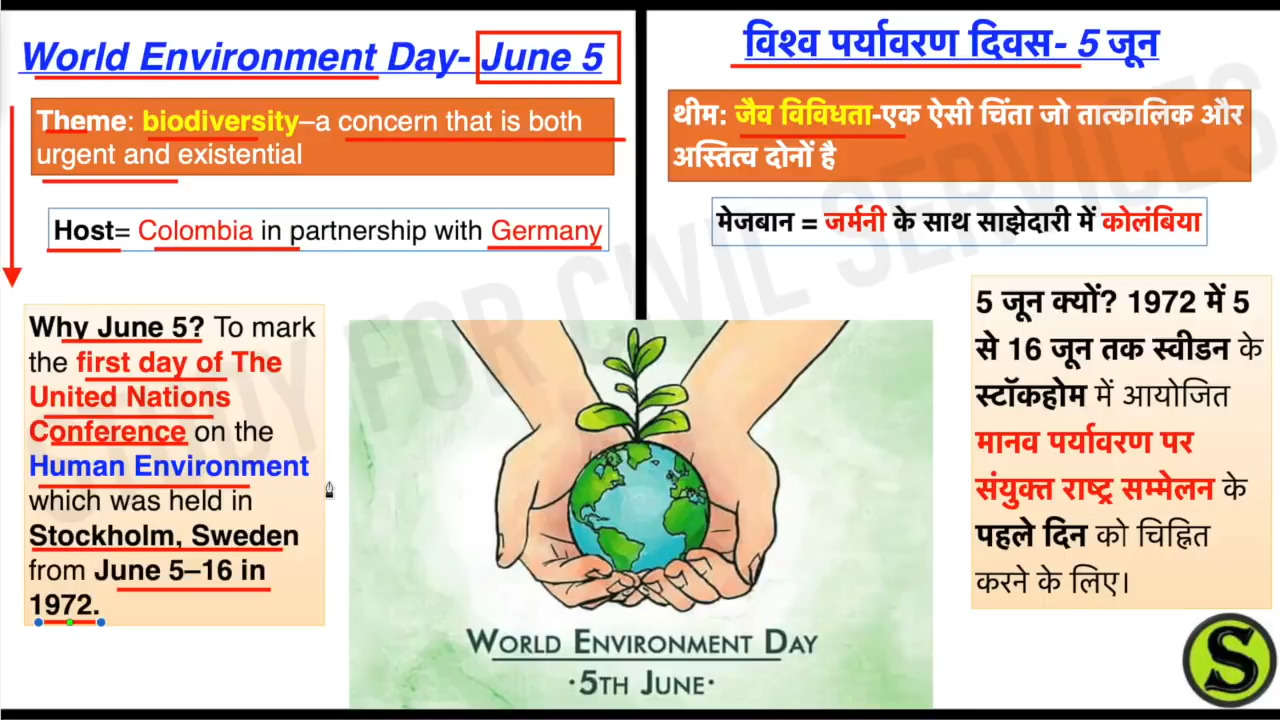 World Environment Day- June 5
Theme: biodiversity–a concern that is both
urgent and existential
Host= Colombia in partnership with Germany
Why June 5? To mark
the first day of The
United Nations
Conference on the
Human Environment
which was held in
Stockholm, Sweden
from June 5–16 in
1972.
विश्व पर्यावरण दिवस- 5 जून
थीम: जैव विविधता-एक ऐसी चिंता जो तात्कालिक और
अस्तित्व दोनों है
मेजबान = जर्मनी के साथ साझेदारी में कोलंबिया
5 जून क्यों? 1972 में 5
से 16 जून तक स्वीडन के
स्टॉकहोम में आयोजित
मानव पर्यावरण पर
संयुक्त राष्ट्र सम्मेलन के
पहले दिन को चिह्नित
करने के लिए।
World Environment Day
·5th June·
STUDY FOR CIVIL SERVICES
S